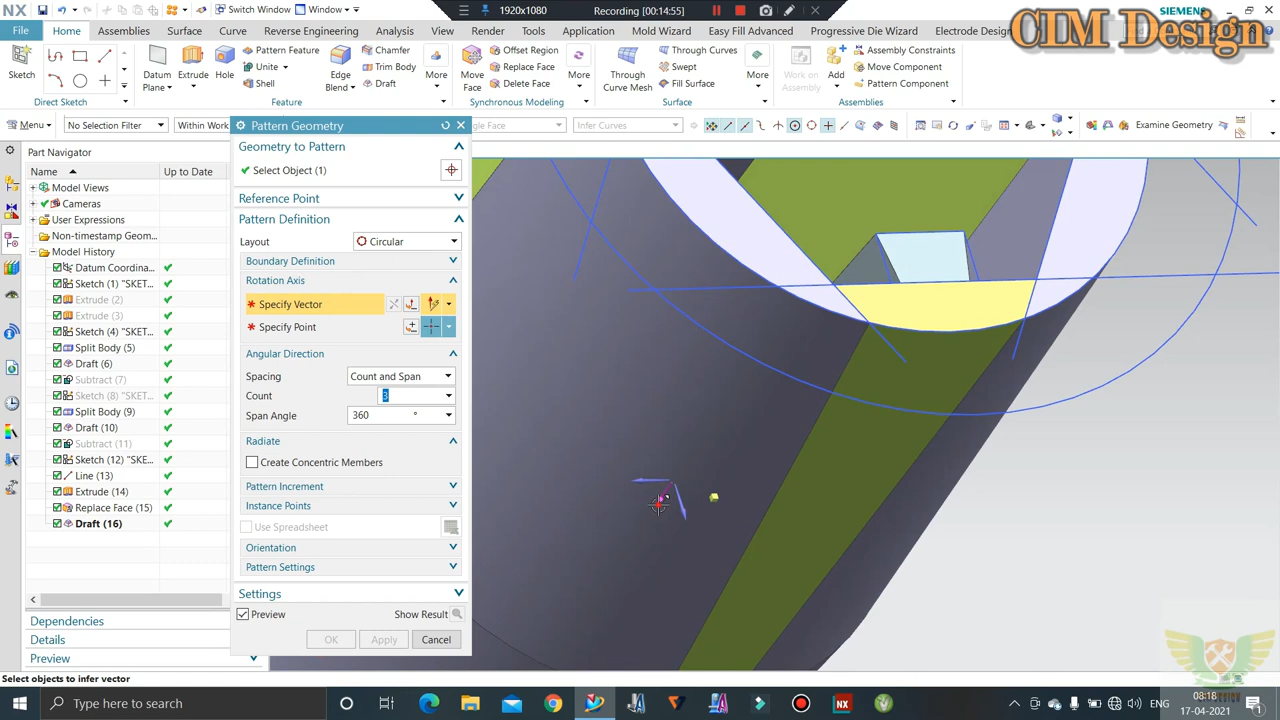 NX
Switch Window
Window
1920x1080
Recording [00:14:55]
SIEMENS
CIM Design
File
Home
Assemblies
Surface
Curve
Reverse Engineering
Analysis
View
Render
Tools
Application
Mold Wizard
Easy Fill Advanced
Progressive Die Wizard
Electrode Design
Sketch
Direct Sketch
Datum Plane
Extrude
Hole
Pattern Feature
Unite
Shell
Edge Blend
Chamfer
Trim Body
Draft
More
Feature
Move Face
Offset Region
Replace Face
Delete Face
More
Synchronous Modeling
Through Curve Mesh
Through Curves
Swept
Fill Surface
More
Surface
Work on Assembly
Add
Assembly Constraints
Move Component
Pattern Component
Assemblies
Menu
No Selection Filter
Within Work
Infer Curves
Examine Geometry
Part Navigator
Name
Up to Date
Model Views
Cameras
User Expressions
Non-timestamp Geom...
Model History
Datum Coordina...
Sketch (1) "SKET...
Extrude (2)
Extrude (3)
Sketch (4) "SKET...
Split Body (5)
Draft (6)
Subtract (7)
Sketch (8) "SKET...
Split Body (9)
Draft (10)
Subtract (11)
Sketch (12) "SKE...
Line (13)
Extrude (14)
Replace Face (15)
Draft (16)
Dependencies
Details
Preview
Pattern Geometry
Geometry to Pattern
Select Object (1)
Reference Point
Pattern Definition
Layout
Circular
Boundary Definition
Rotation Axis
* Specify Vector
* Specify Point
Angular Direction
Spacing
Count and Span
Count
3
Span Angle
360
°
Radiate
Create Concentric Members
Pattern Increment
Instance Points
Use Spreadsheet
Orientation
Pattern Settings
Settings
Preview
Show Result
OK
Apply
Cancel
Select objects to infer vector
Type here to search
ENG
08:18
17-04-2021